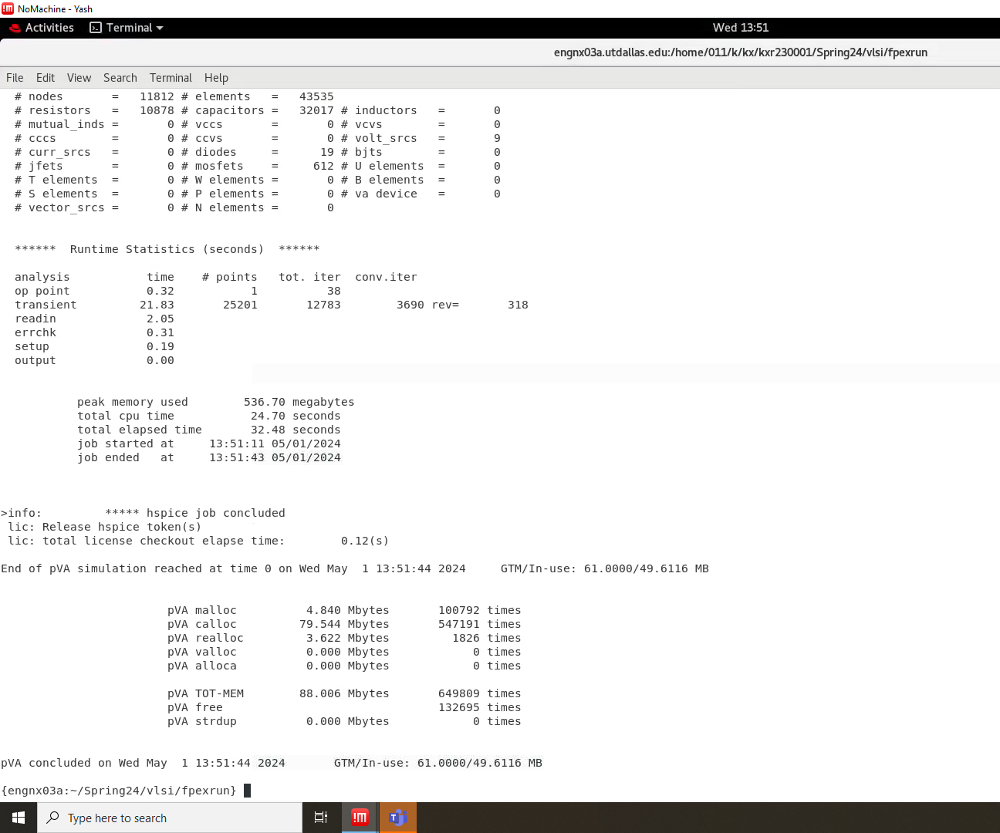 NoMachine - Yash
Activities Terminal Wed 13:51
engnx03a.utdallas.edu:/home/011/k/kx/kxr230001/Spring24/vlsi/fpexrun
File Edit View Search Terminal Help
# nodes = 11812 # elements = 43535
# resistors = 10878 # capacitors = 32017 # inductors = 0
# mutual_inds = 0 # vccs = 0 # vcvs = 0
# cccs = 0 # ccvs = 0 # volt_srcs = 9
# curr_srcs = 0 # diodes = 19 # bjts = 0
# jfets = 0 # mosfets = 612 # U elements = 0
# T elements = 0 # W elements = 0 # B elements = 0
# S elements = 0 # P elements = 0 # va device = 0
# vector_srcs = 0 # N elements = 0
****** Runtime Statistics (seconds) ******
analysis time # points tot. iter conv.iter
op point 0.32 1 38
transient 21.83 25201 12783 3690 rev= 318
readin 2.05
errchk 0.31
setup 0.19
output 0.00
peak memory used 536.70 megabytes
total cpu time 24.70 seconds
total elapsed time 32.48 seconds
job started at 13:51:11 05/01/2024
job ended at 13:51:43 05/01/2024
>info: ***** hspice job concluded
lic: Release hspice token(s)
lic: total license checkout elapse time: 0.12(s)
End of pVA simulation reached at time 0 on Wed May 1 13:51:44 2024 GTM/In-use: 61.0000/49.6116 MB
pVA malloc 4.840 Mbytes 100792 times
pVA calloc 79.544 Mbytes 547191 times
pVA realloc 3.622 Mbytes 1826 times
pVA valloc 0.000 Mbytes 0 times
pVA alloca 0.000 Mbytes 0 times
pVA TOT-MEM 88.006 Mbytes 649809 times
pVA free 132695 times
pVA strdup 0.000 Mbytes 0 times
pVA concluded on Wed May 1 13:51:44 2024 GTM/In-use: 61.0000/49.6116 MB
{engnx03a:~/Spring24/vlsi/fpexrun}
Type here to search